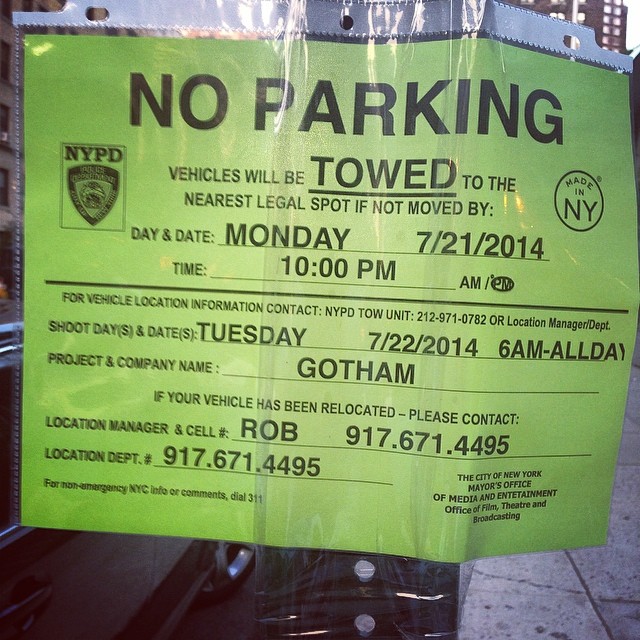 NO PARKING
NYPD
VEHICLES WILL BE TOWED TO THE
NEAREST LEGAL SPOT IF NOT MOVED BY:
MADE
IN
NY
DAY & DATE: MONDAY 7/21/2014
TIME: 10:00 PM AM / PM
FOR VEHICLE LOCATION INFORMATION CONTACT: NYPD TOW UNIT: 212-971-0782 OR Location Manager/Dept.
SHOOT DAY(S) & DATE(S): TUESDAY 7/22/2014 6AM-ALLDAY
PROJECT & COMPANY NAME : GOTHAM
IF YOUR VEHICLE HAS BEEN RELOCATED – PLEASE CONTACT:
LOCATION MANAGER & CELL #: ROB 917.671.4495
LOCATION DEPT. # 917.671.4495
For non-emergency NYC info or comments, dial 311
THE CITY OF NEW YORK
MAYOR'S OFFICE
OF MEDIA AND ENTETAINMENT
Office of Film, Theatre and
Broadcasting